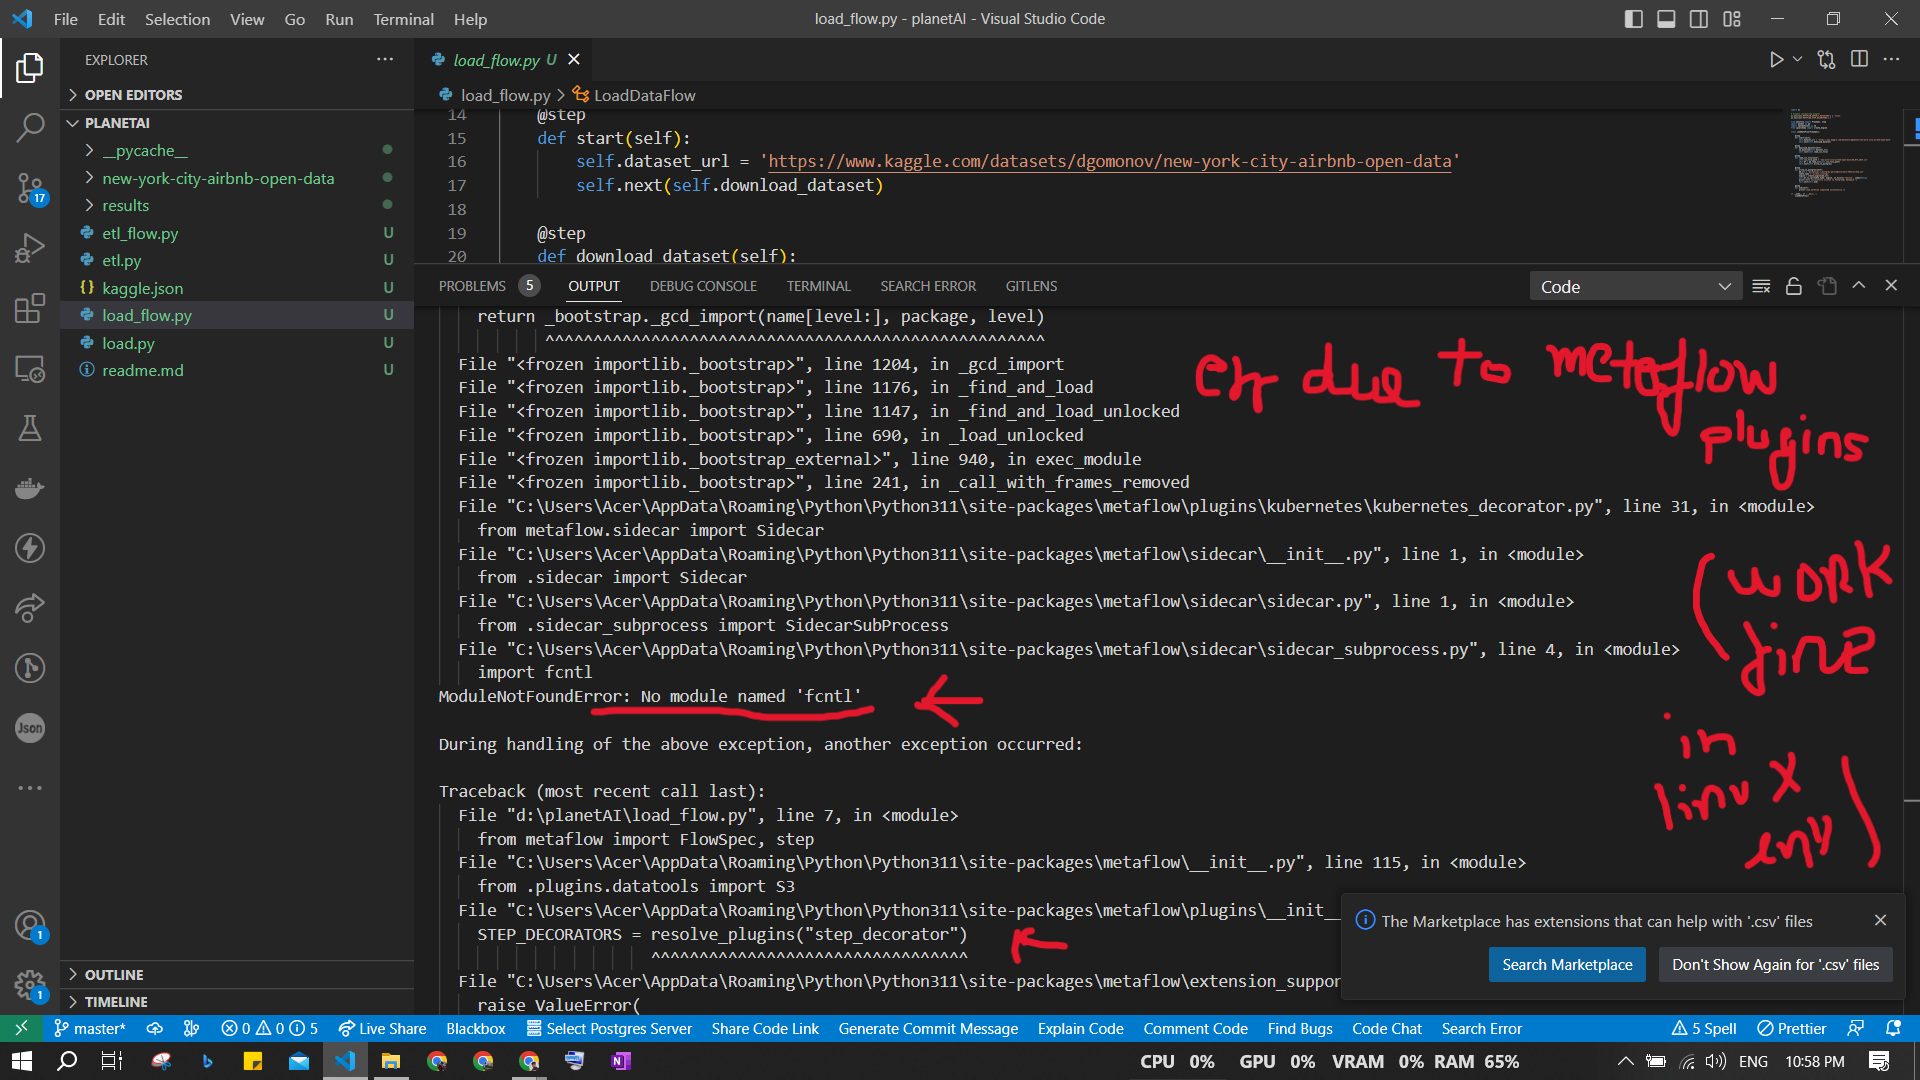 File Edit Selection View Go Run Terminal Help
load_flow.py - planetAI - Visual Studio Code
EXPLORER
OPEN EDITORS
PLANETAI
__pycache__
new-york-city-airbnb-open-data
results
etl_flow.py U
etl.py U
kaggle.json U
load_flow.py U
load.py U
readme.md U
OUTLINE
TIMELINE
17
Json
1
1
load_flow.py U
load_flow.py > LoadDataFlow
14 @step
15 def start(self):
16 self.dataset_url = 'https://www.kaggle.com/datasets/dgomonov/new-york-city-airbnb-open-data'
17 self.next(self.download_dataset)
18
19 @step
20 def download_dataset(self):
PROBLEMS 5 OUTPUT DEBUG CONSOLE TERMINAL SEARCH ERROR GITLENS
Code
return _bootstrap._gcd_import(name[level:], package, level)
^^^^^^^^^^^^^^^^^^^^^^^^^^^^^^^^^^^^^^^^^^^^^^^^^^^^
File "<frozen importlib._bootstrap>", line 1204, in _gcd_import
File "<frozen importlib._bootstrap>", line 1176, in _find_and_load
File "<frozen importlib._bootstrap>", line 1147, in _find_and_load_unlocked
File "<frozen importlib._bootstrap>", line 690, in _load_unlocked
File "<frozen importlib._bootstrap_external>", line 940, in exec_module
File "<frozen importlib._bootstrap>", line 241, in _call_with_frames_removed
File "C:\Users\Acer\AppData\Roaming\Python\Python311\site-packages\metaflow\plugins\kubernetes\kubernetes_decorator.py", line 31, in <module>
from metaflow.sidecar import Sidecar
File "C:\Users\Acer\AppData\Roaming\Python\Python311\site-packages\metaflow\sidecar\__init__.py", line 1, in <module>
from .sidecar import Sidecar
File "C:\Users\Acer\AppData\Roaming\Python\Python311\site-packages\metaflow\sidecar\sidecar.py", line 1, in <module>
from .sidecar_subprocess import SidecarSubProcess
File "C:\Users\Acer\AppData\Roaming\Python\Python311\site-packages\metaflow\sidecar\sidecar_subprocess.py", line 4, in <module>
import fcntl
ModuleNotFoundError: No module named 'fcntl'
During handling of the above exception, another exception occurred:
Traceback (most recent call last):
File "d:\planetAI\load_flow.py", line 7, in <module>
from metaflow import FlowSpec, step
File "C:\Users\Acer\AppData\Roaming\Python\Python311\site-packages\metaflow\__init__.py", line 115, in <module>
from .plugins.datatools import S3
File "C:\Users\Acer\AppData\Roaming\Python\Python311\site-packages\metaflow\plugins\__init__
STEP_DECORATORS = resolve_plugins("step_decorator")
^^^^^^^^^^^^^^^^^^^^^^^^^^^^^^^^^
File "C:\Users\Acer\AppData\Roaming\Python\Python311\site-packages\metaflow\extension_suppor
raise ValueError(
err due to metaflow
plugins
(work
fine
in
linux
env)
The Marketplace has extensions that can help with '.csv' files
Search Marketplace Don't Show Again for '.csv' files
master* 0 0 5 Live Share Blackbox Select Postgres Server Share Code Link Generate Commit Message Explain Code Comment Code Find Bugs Code Chat Search Error 5 Spell Prettier
CPU 0% GPU 0% VRAM 0% RAM 65% ENG 10:58 PM